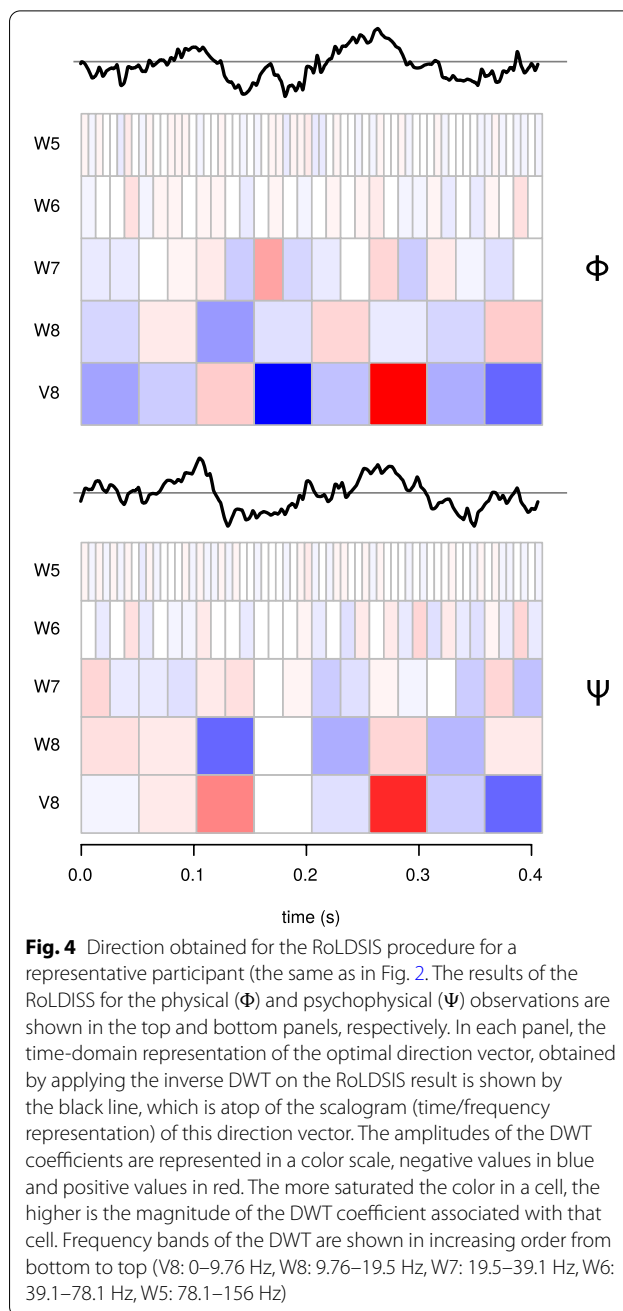 W5
W6
W7
Φ
W8
V8
W5
W6
W7
Ψ
W8
V8
0.0 0.1 0.2 0.3 0.4
time (s)
Fig. 4 Direction obtained for the RoLDSIS procedure for a
representative participant (the same as in Fig. 2. The results of the
RoLDISS for the physical (Φ) and psychophysical (Ψ) observations are
shown in the top and bottom panels, respectively. In each panel, the
time-domain representation of the optimal direction vector, obtained
by applying the inverse DWT on the RoLDSIS result is shown by
the black line, which is atop of the scalogram (time/frequency
representation) of this direction vector. The amplitudes of the DWT
coefficients are represented in a color scale, negative values in blue
and positive values in red. The more saturated the color in a cell, the
higher is the magnitude of the DWT coefficient associated with that
cell. Frequency bands of the DWT are shown in increasing order from
bottom to top (V8: 0–9.76 Hz, W8: 9.76–19.5 Hz, W7: 19.5–39.1 Hz, W6:
39.1–78.1 Hz, W5: 78.1–156 Hz)